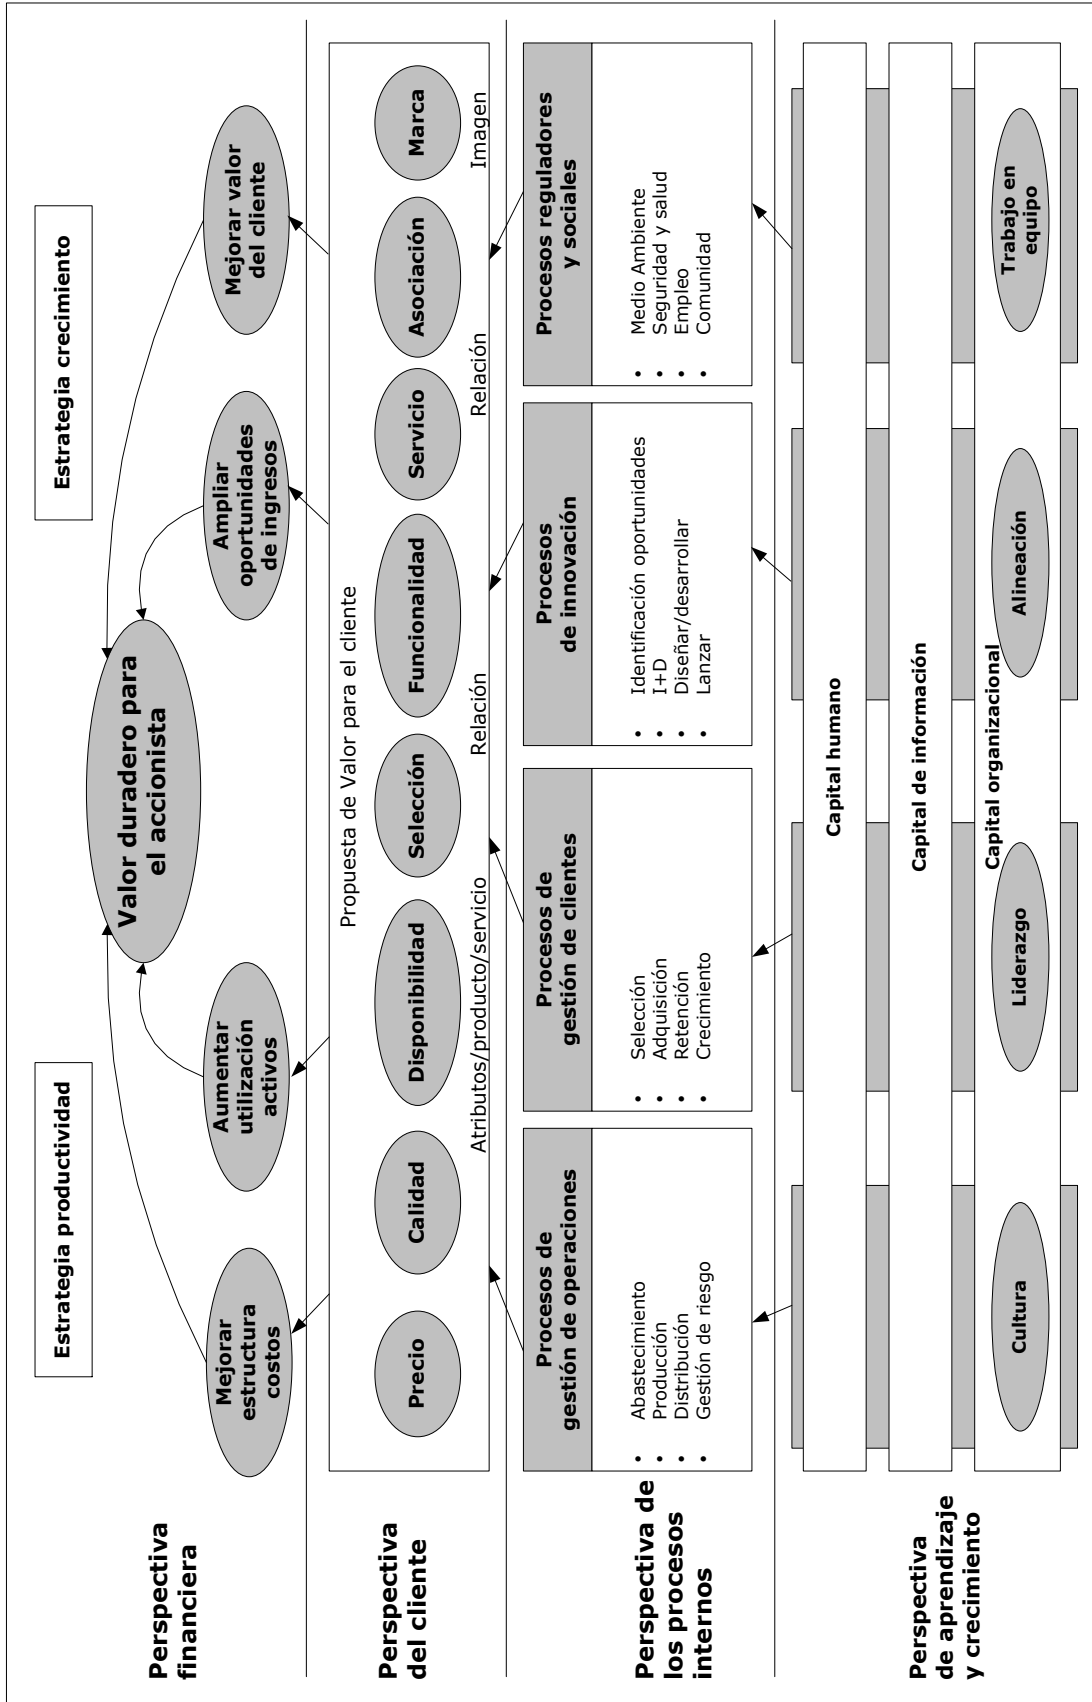 Perspectiva
financiera
Estrategia productividad
Estrategia crecimiento
Valor duradero para
el accionista
Mejorar
estructura
costos
Aumentar
utilización
activos
Ampliar
oportunidades
de ingresos
Mejorar valor
del cliente
Perspectiva
del cliente
Propuesta de Valor para el cliente
Precio
Calidad
Disponibilidad
Selección
Funcionalidad
Servicio
Asociación
Marca
Atributos/producto/servicio
Relación
Relación
Imagen
Perspectiva de
los procesos
internos
Procesos de
gestión de operaciones
• Abastecimiento
• Producción
• Distribución
• Gestión de riesgo
Procesos de
gestión de clientes
• Selección
• Adquisición
• Retención
• Crecimiento
Procesos
de innovación
• Identificación oportunidades
• I+D
• Diseñar/desarrollar
• Lanzar
Procesos reguladores
y sociales
• Medio Ambiente
• Seguridad y salud
• Empleo
• Comunidad
Perspectiva
de aprendizaje
y crecimiento
Capital humano
Capital de información
Capital organizacional
Cultura
Liderazgo
Alineación
Trabajo en
equipo